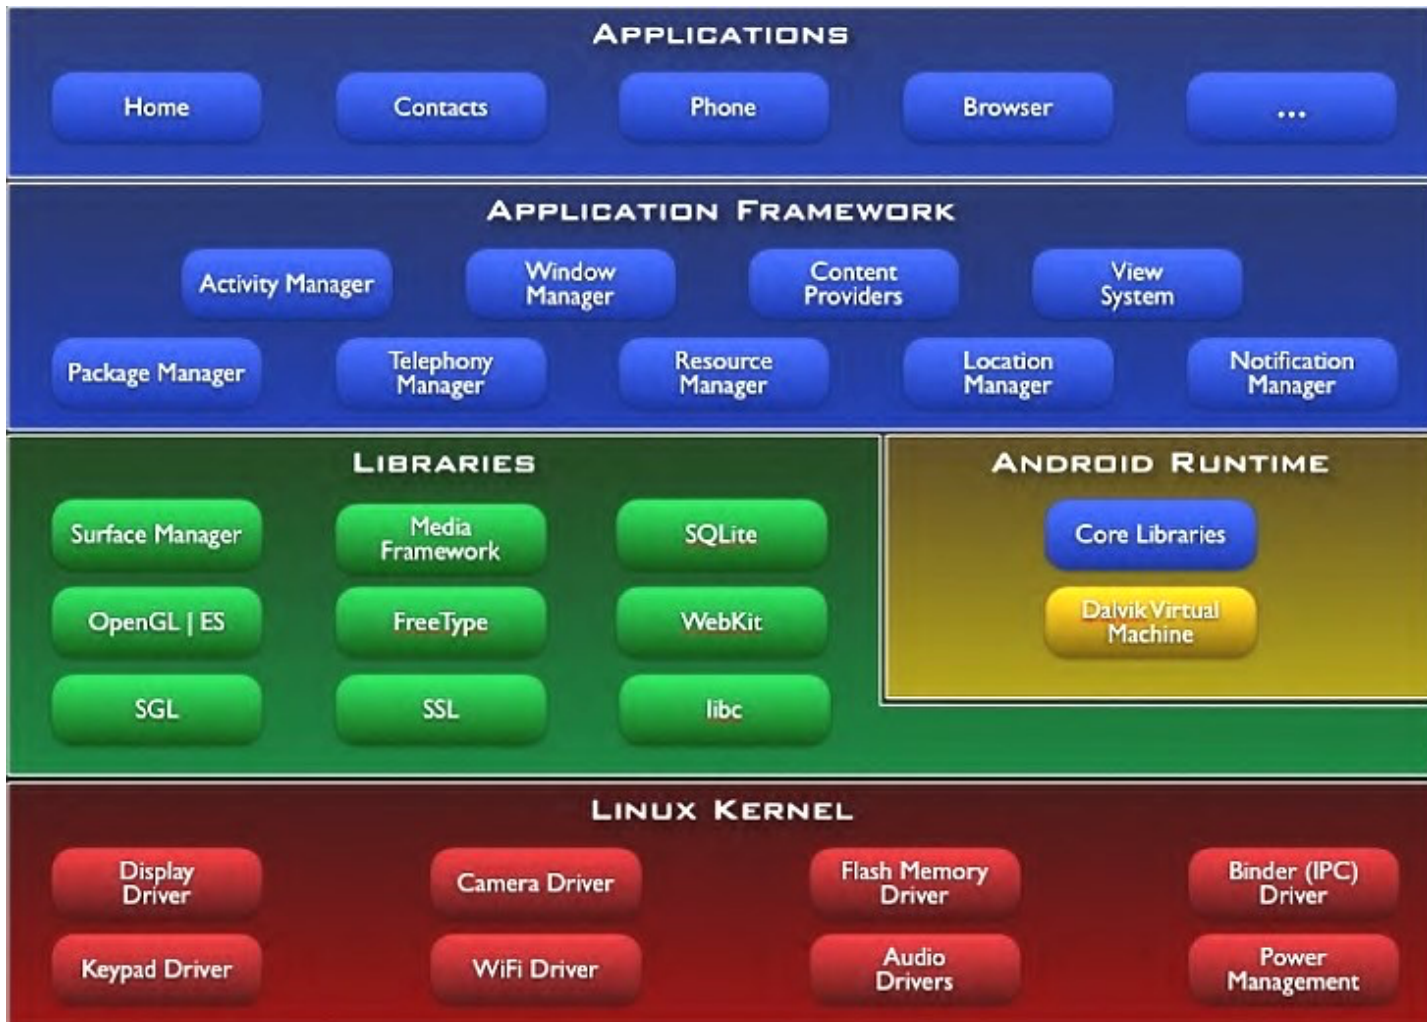 APPLICATIONS
Home
Contacts
Phone
Browser
...
APPLICATION FRAMEWORK
Activity Manager
Window
Manager
Content
Providers
View
System
Package Manager
Telephony
Manager
Resource
Manager
Location
Manager
Notification
Manager
LIBRARIES
Surface Manager
Media
Framework
SQLite
OpenGL | ES
FreeType
WebKit
SGL
SSL
libc
ANDROID RUNTIME
Core Libraries
Dalvik Virtual
Machine
LINUX KERNEL
Display
Driver
Camera Driver
Flash Memory
Driver
Binder (IPC)
Driver
Keypad Driver
WiFi Driver
Audio
Drivers
Power
Management